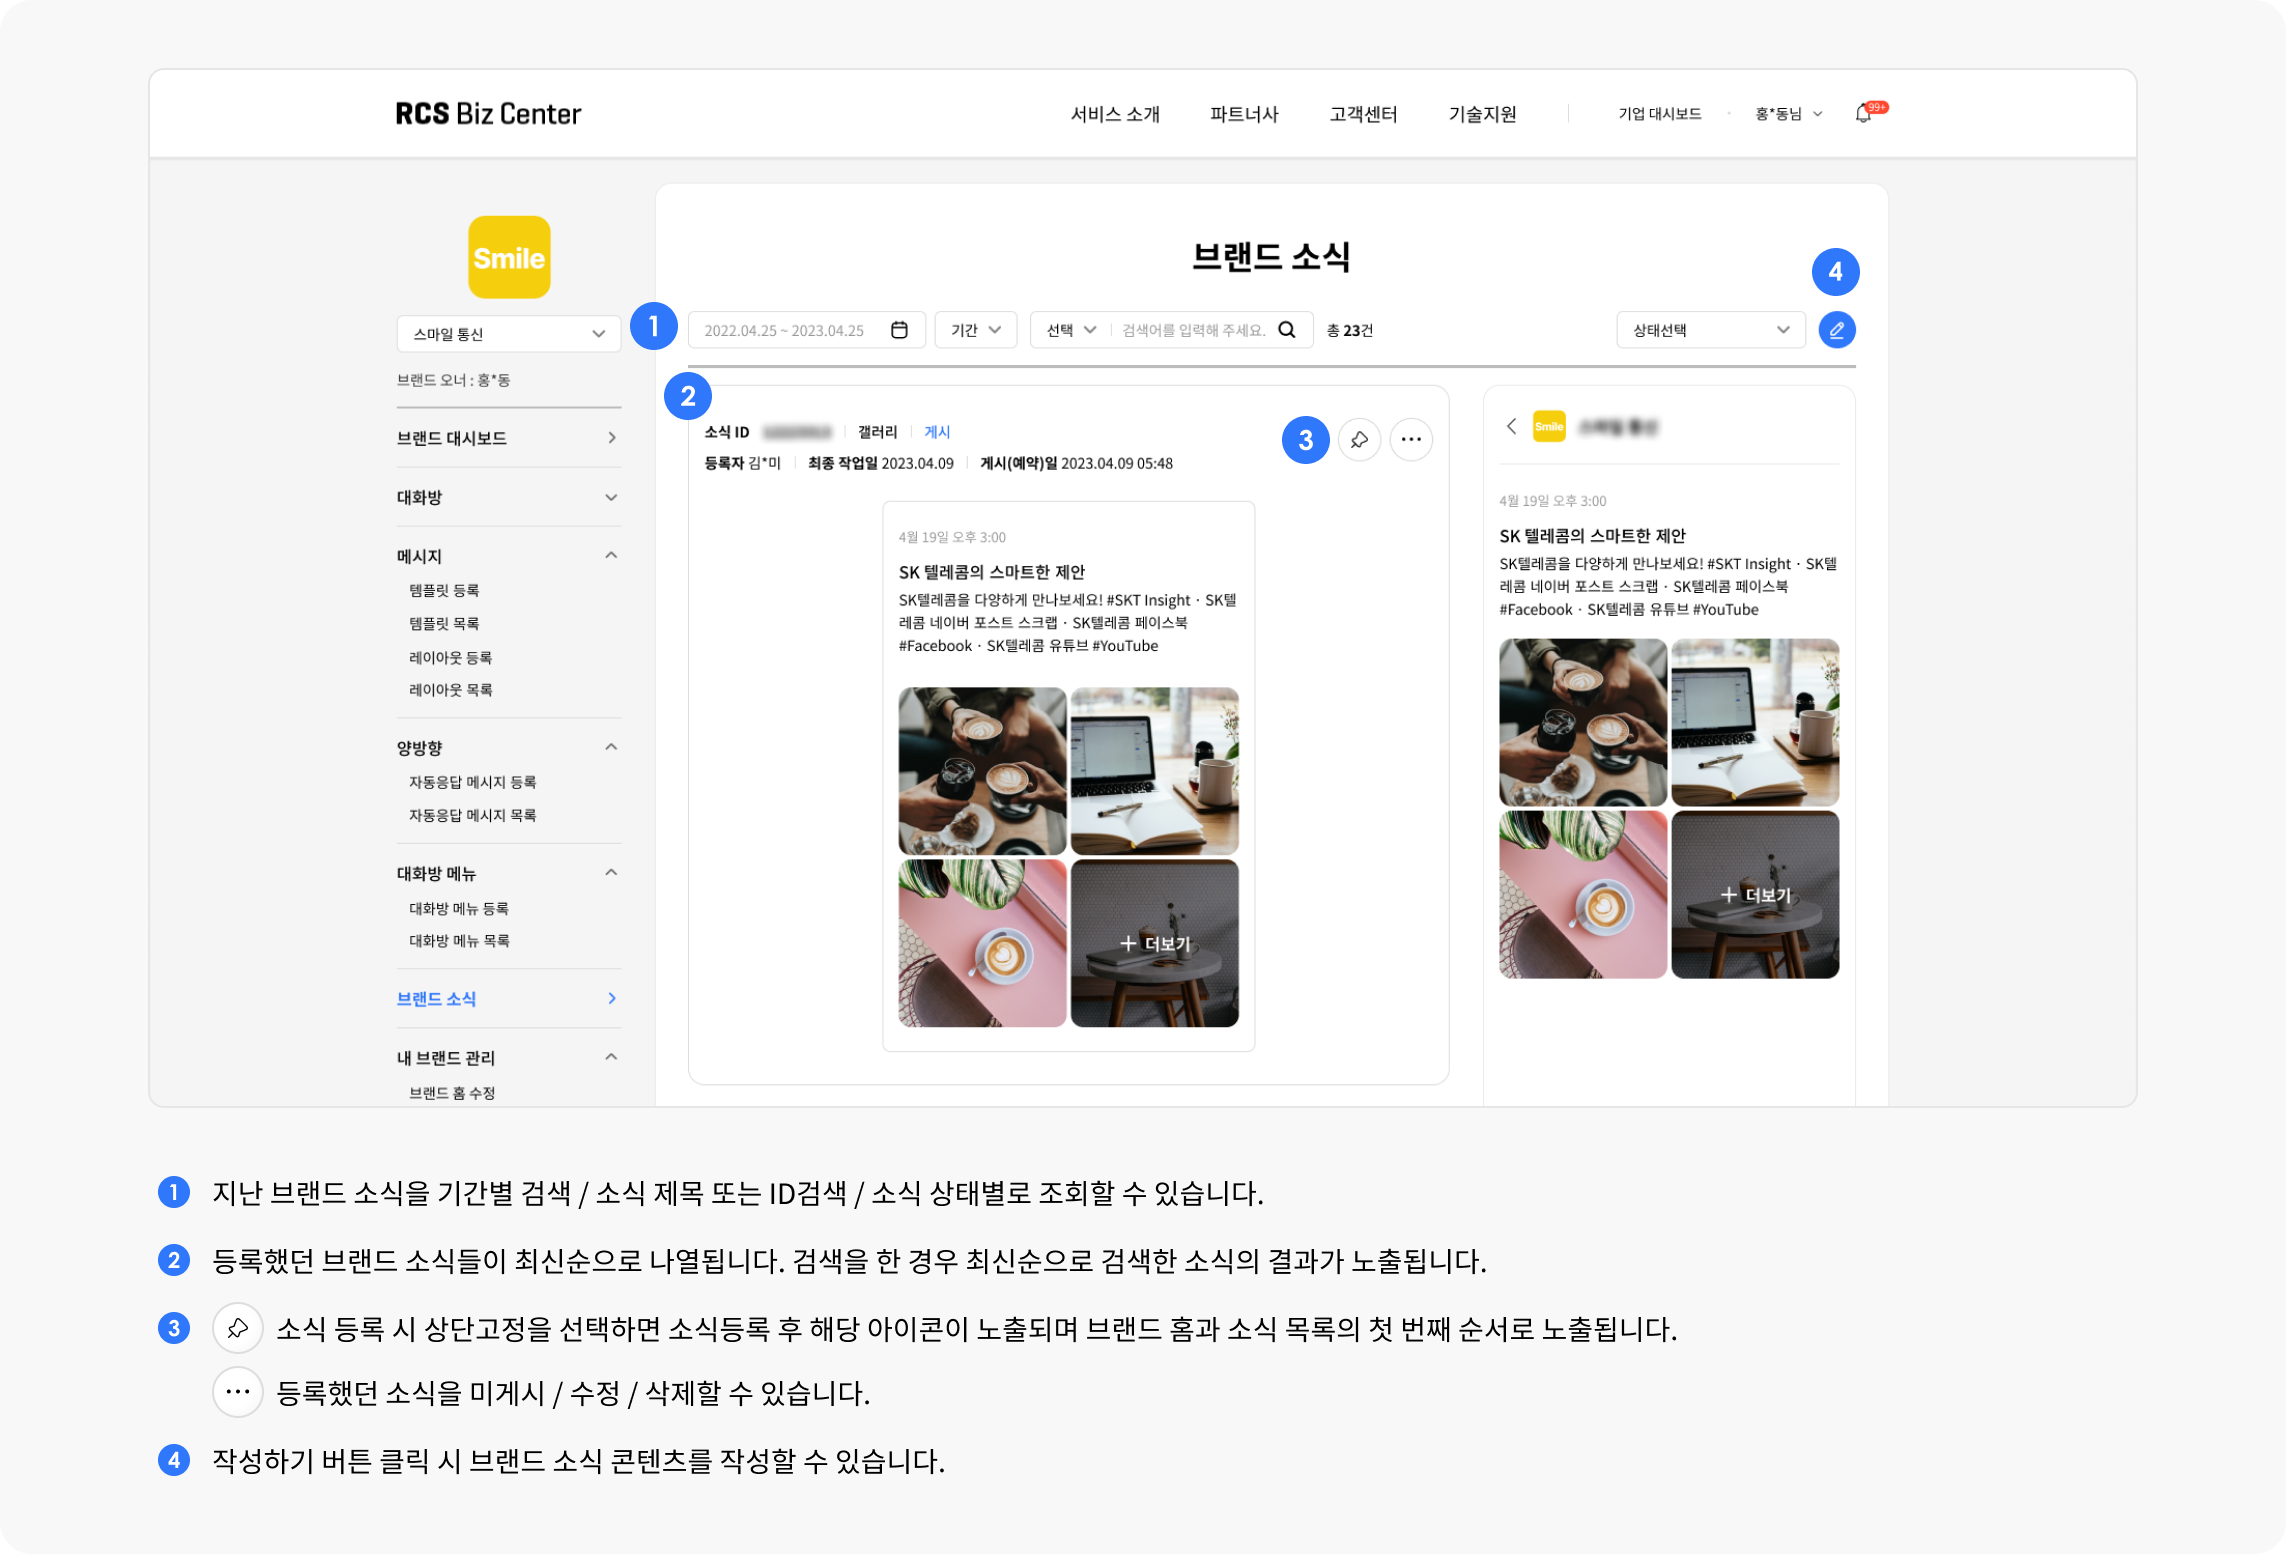 RCS Biz Center
서비스 소개
파트너사
고객센터
기술지원
기업 대시보드
홍*동님
99+
Smile
스마일 통신
브랜드 오너 : 홍*동
브랜드 대시보드
대화방
메시지
템플릿 등록
템플릿 목록
레이아웃 등록
레이아웃 목록
양방향
자동응답 메시지 등록
자동응답 메시지 목록
대화방 메뉴
대화방 메뉴 등록
대화방 메뉴 목록
브랜드 소식
내 브랜드 관리
브랜드 홈 수정
브랜드 소식
4
1
2022.04.25 ~ 2023.04.25
기간
선택
검색어를 입력해 주세요.
총 23건
상태선택
2
소식 ID 갤러리 게시
등록자 김*미 최종 작업일 2023.04.09 게시(예약)일 2023.04.09 05:48
3
4월 19일 오후 3:00
SK 텔레콤의 스마트한 제안
SK텔레콤을 다양하게 만나보세요! #SKT Insight · SK텔
레콤 네이버 포스트 스크랩 · SK텔레콤 페이스북
#Facebook · SK텔레콤 유튜브 #YouTube
+ 더보기
Smile
4월 19일 오후 3:00
SK 텔레콤의 스마트한 제안
SK텔레콤을 다양하게 만나보세요! #SKT Insight · SK텔
레콤 네이버 포스트 스크랩 · SK텔레콤 페이스북
#Facebook · SK텔레콤 유튜브 #YouTube
+ 더보기
1 지난 브랜드 소식을 기간별 검색 / 소식 제목 또는 ID검색 / 소식 상태별로 조회할 수 있습니다.
2 등록했던 브랜드 소식들이 최신순으로 나열됩니다. 검색을 한 경우 최신순으로 검색한 소식의 결과가 노출됩니다.
3 소식 등록 시 상단고정을 선택하면 소식등록 후 해당 아이콘이 노출되며 브랜드 홈과 소식 목록의 첫 번째 순서로 노출됩니다.
등록했던 소식을 미게시 / 수정 / 삭제할 수 있습니다.
4 작성하기 버튼 클릭 시 브랜드 소식 콘텐츠를 작성할 수 있습니다.